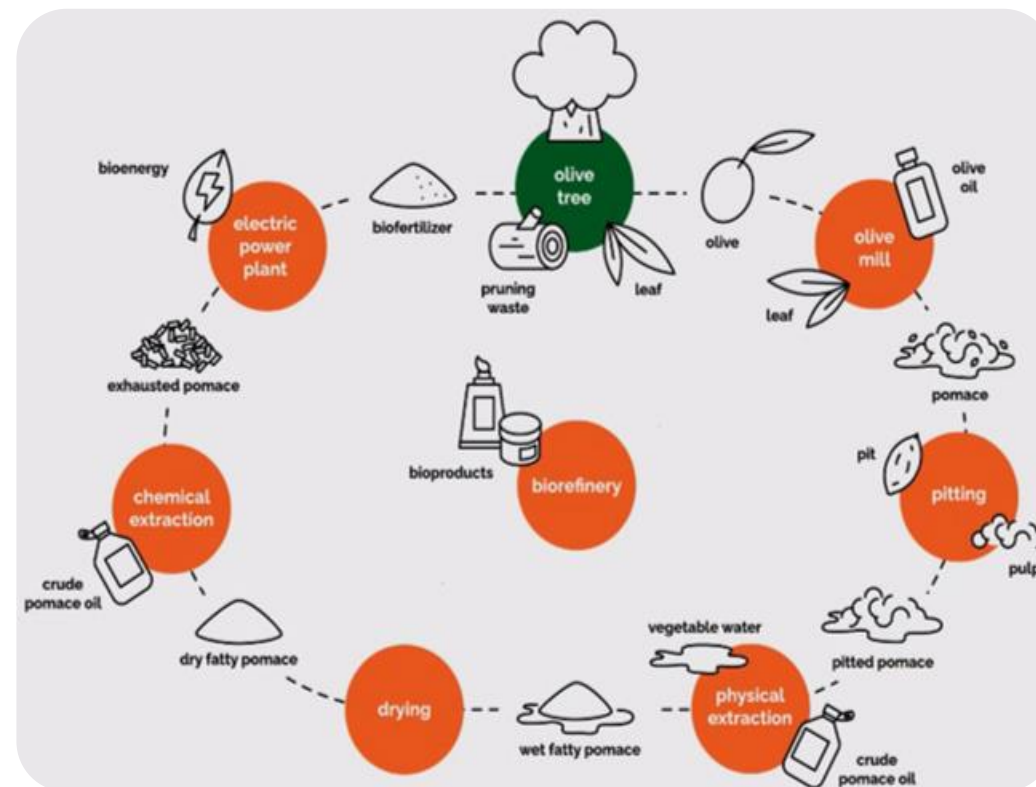 olive
tree
pruning
waste
leaf
olive
olive
mill
olive
oil
leaf
pomace
pitting
pit
pulp
pitted pomace
physical
extraction
vegetable water
crude
pomace oil
wet fatty pomace
drying
dry fatty pomace
chemical
extraction
crude
pomace oil
exhausted pomace
electric
power
plant
bioenergy
biofertilizer
biorefinery
bioproducts